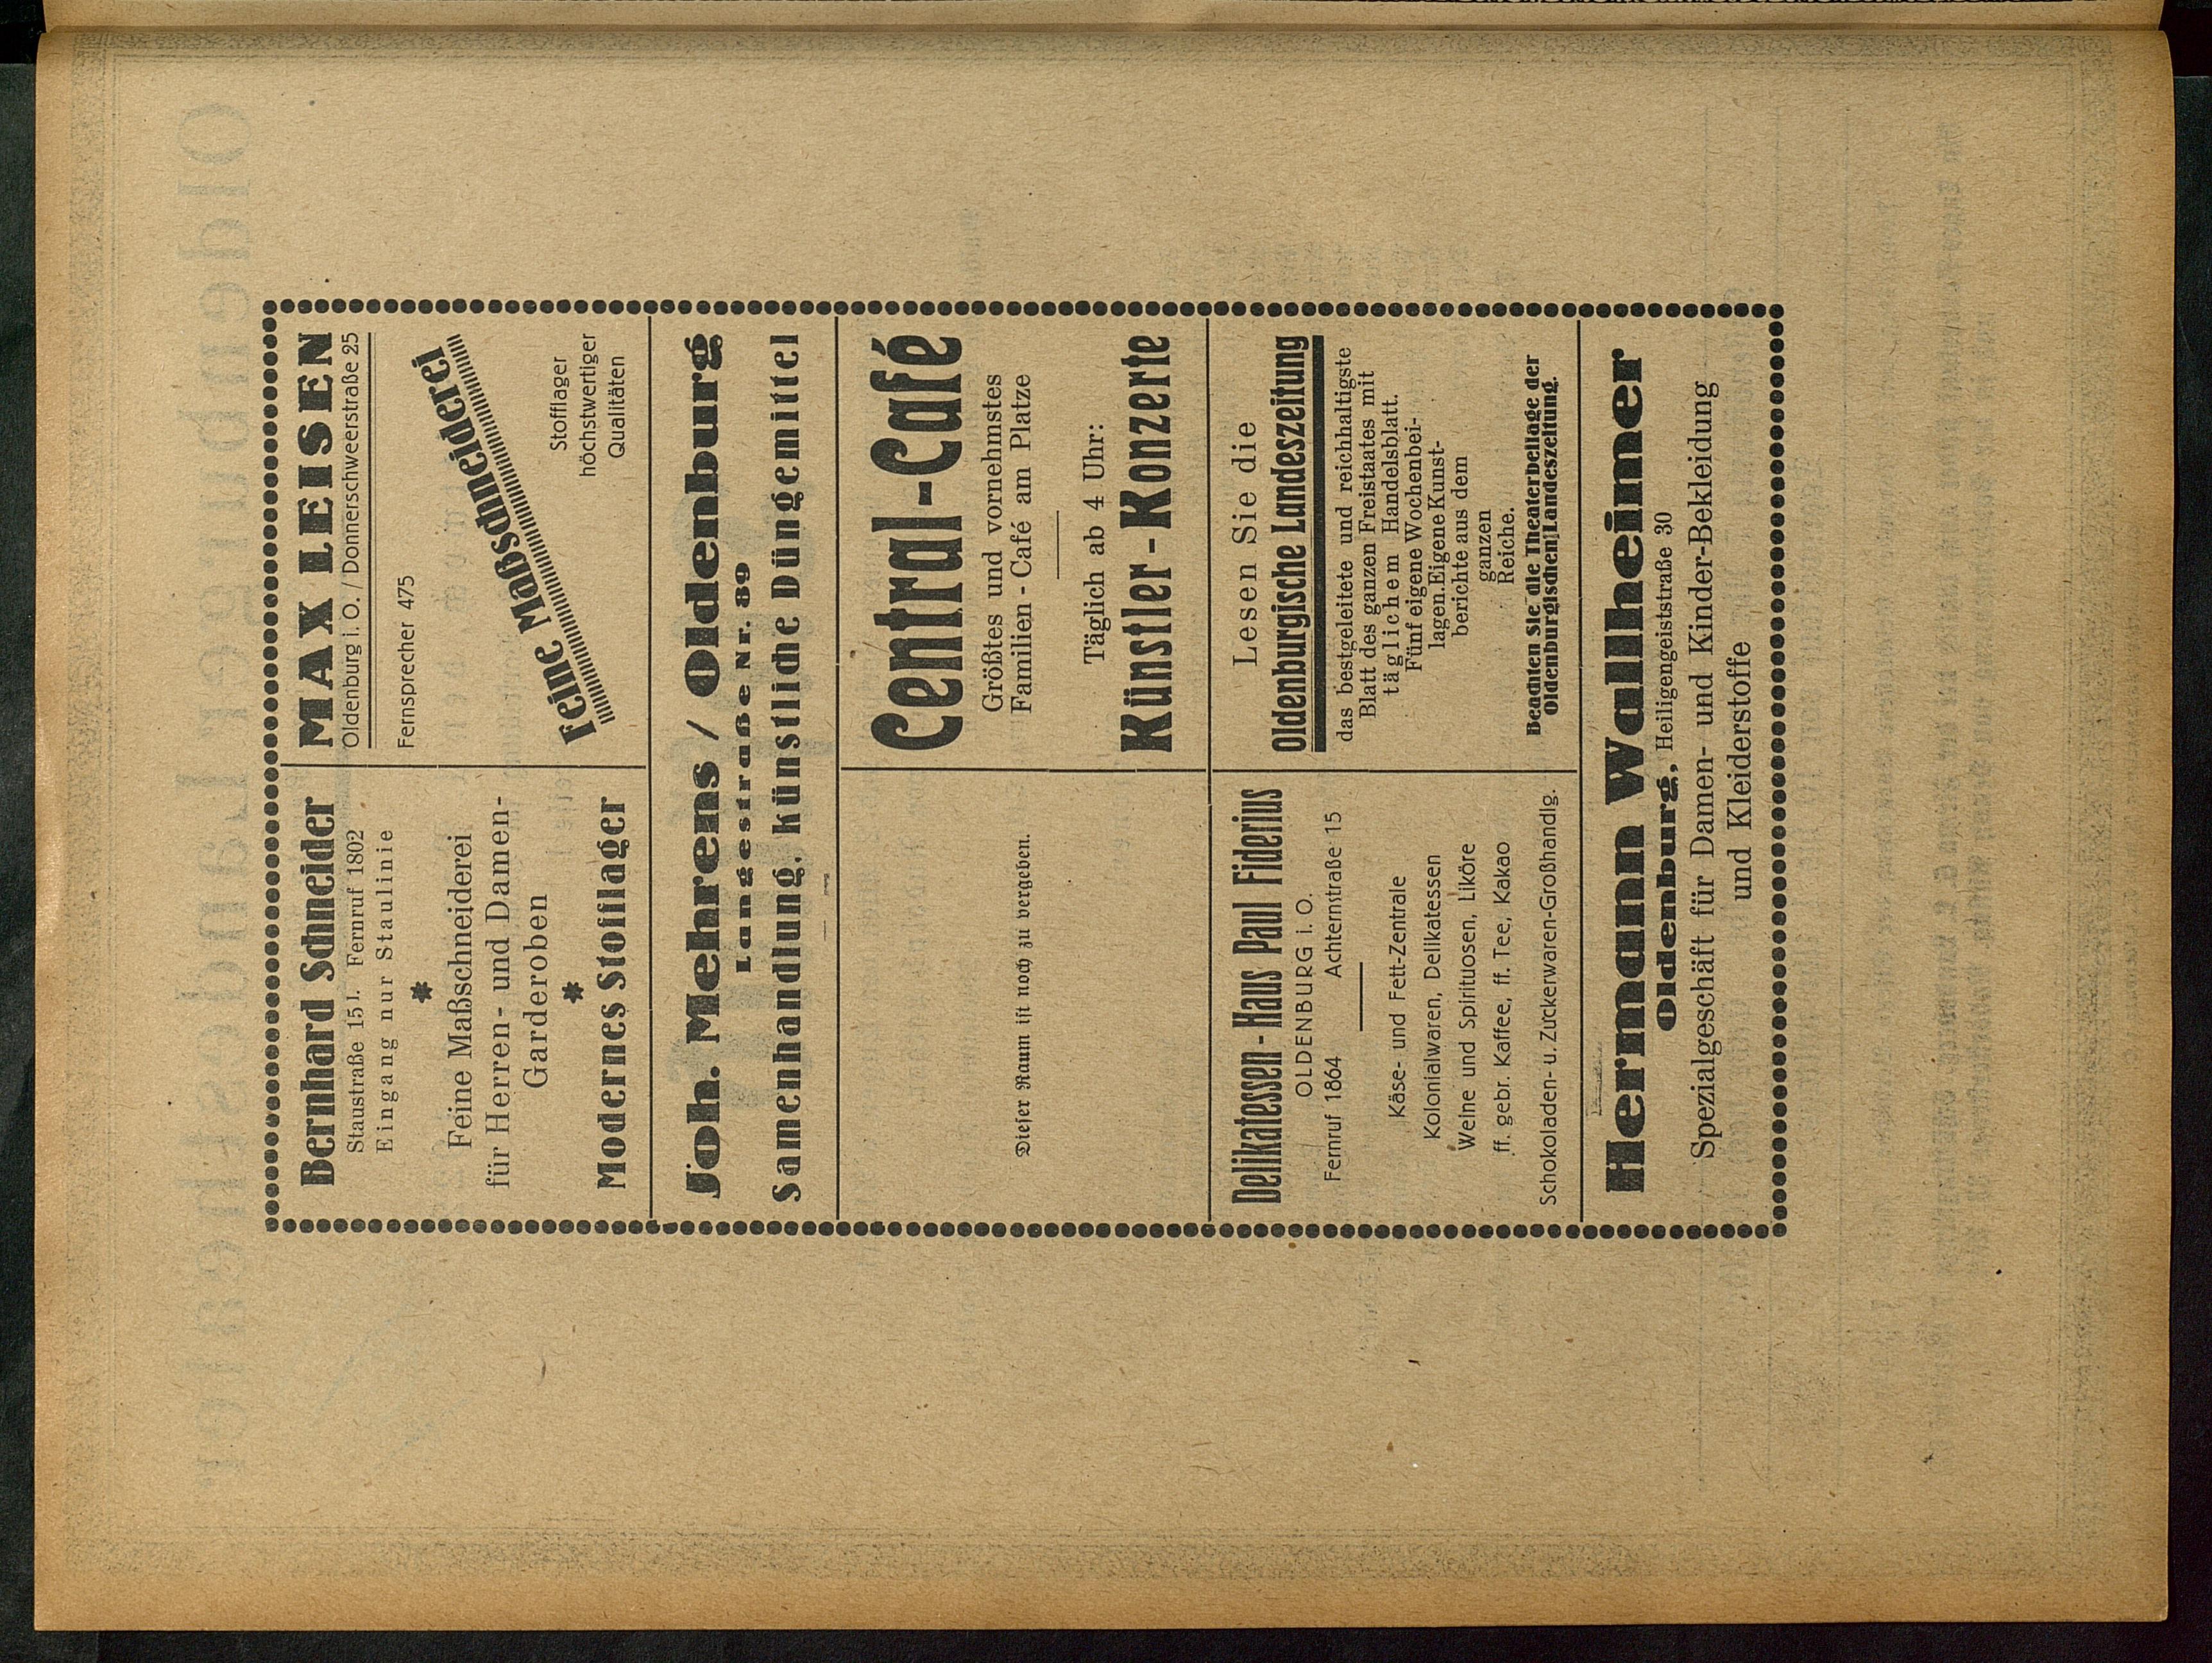 Bernhard Schneider
Staustraße 15 I. Fernruf 1802
Eingang nur Staulinie
*
Feine Maßschneiderei
für Herren- und Damen-
Garderoben
*
Modernes Stofflager
MAX LEISEN
Oldenburg i. O. / Donnerschweerstraße 25
Fernsprecher 475
Feine Maßschneiderei
Stofflager
höchstwertiger
Qualitäten
Joh. Mehrens / Oldenburg
Langestraße Nr. 89
Samenhandlung, künstliche Düngemittel
Dieser Raum ist noch zu vergeben.
Central-Café
Größtes und vornehmstes
Familien-Café am Platze
Täglich ab 4 Uhr:
Künstler-Konzerte
Delikatessen-Haus Paul Fiderius
OLDENBURG i. O.
Fernruf 1864 Achternstraße 15
Käse- und Fett-Zentrale
Kolonialwaren, Delikatessen
Weine und Spirituosen, Liköre
ff. gebr. Kaffee, ff. Tee, Kakao
Schokoladen- u. Zuckerwaren-Großhandlg.
Lesen Sie die
Oldenburgische Landeszeitung
das bestgeleitete und reichhaltigste
Blatt des ganzen Freistaates mit
täglichem Handelsblatt.
Fünf eigene Wochenbei-
lagen. Eigene Kunst-
berichte aus dem
ganzen
Reiche.
Beachten Sie die Theaterbeilage der
Oldenburgischen Landeszeitung.
Hermann Wallheimer
Oldenburg, Heiligengeiststraße 30
Spezialgeschäft für Damen- und Kinder-Bekleidung
und Kleiderstoffe